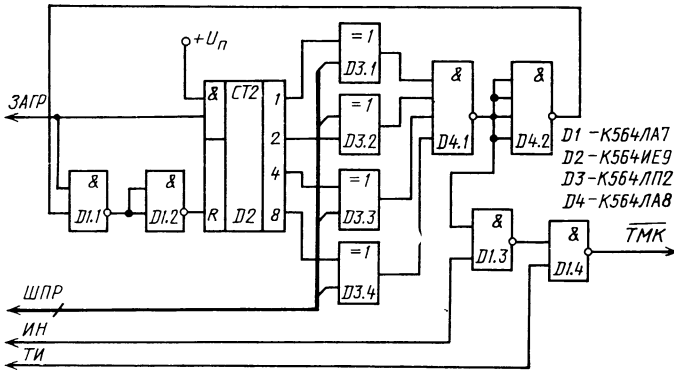 +Uп
ЗАГР
& CT2 1
2
4
R D2 8
= 1
D3.1
= 1
D3.2
= 1
D3.3
= 1
D3.4
&
D4.1
&
D4.2
&
D1.1
&
D1.2
&
D1.3
&
D1.4
D1 – К564ЛА7
D2 – К564ИЕ9
D3 – К564ЛП2
D4 – К564ЛА8
ТМК
ШПР
ИН
ТИ